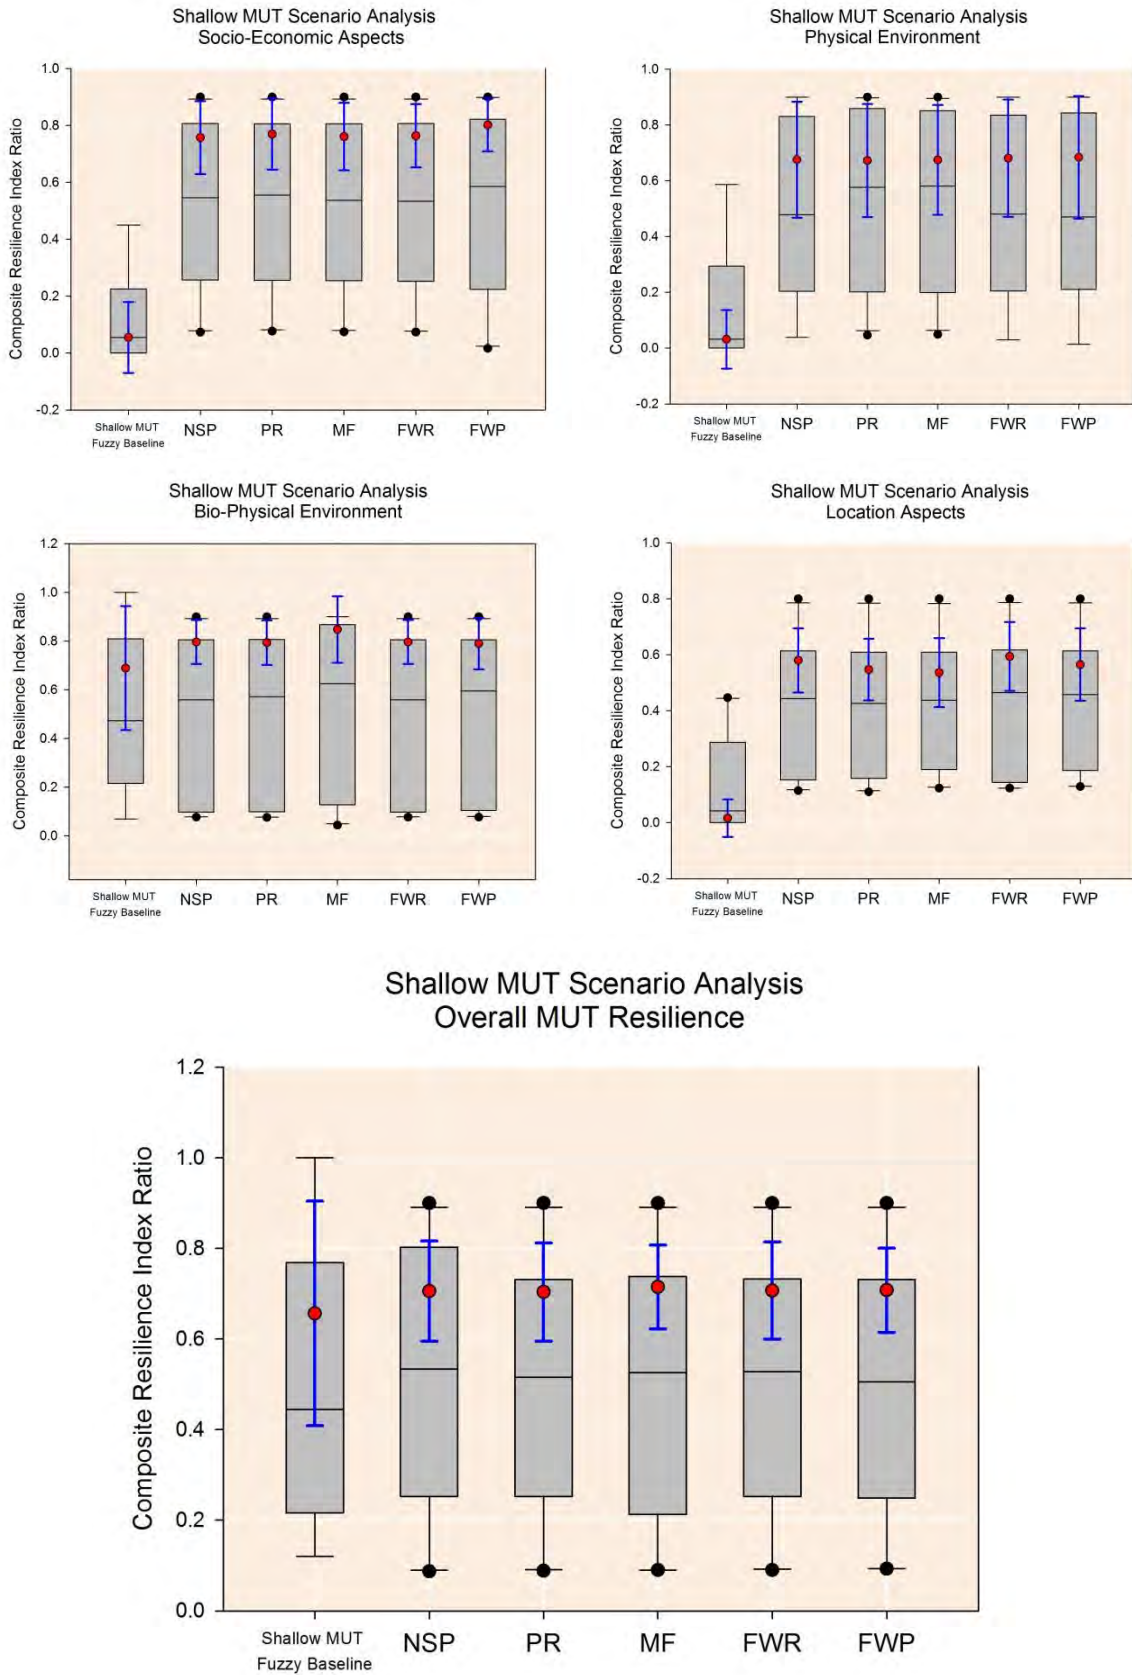 Shallow MUT Scenario Analysis
Socio-Economic Aspects
Composite Resilience Index Ratio
1.0
0.8
0.6
0.4
0.2
0.0
-0.2
Shallow MUT
Fuzzy Baseline
NSP
PR
MF
FWR
FWP
Shallow MUT Scenario Analysis
Physical Environment
Composite Resilience Index Ratio
1.0
0.8
0.6
0.4
0.2
0.0
-0.2
Shallow MUT
Fuzzy Baseline
NSP
PR
MF
FWR
FWP
Shallow MUT Scenario Analysis
Bio-Physical Environment
Composite Resilience Index Ratio
1.2
1.0
0.8
0.6
0.4
0.2
0.0
Shallow MUT
Fuzzy Baseline
NSP
PR
MF
FWR
FWP
Shallow MUT Scenario Analysis
Location Aspects
Composite Resilience Index Ratio
1.0
0.8
0.6
0.4
0.2
0.0
-0.2
Shallow MUT
Fuzzy Baseline
NSP
PR
MF
FWR
FWP
Shallow MUT Scenario Analysis
Overall MUT Resilience
Composite Resilience Index Ratio
1.2
1.0
0.8
0.6
0.4
0.2
0.0
Shallow MUT
Fuzzy Baseline
NSP
PR
MF
FWR
FWP